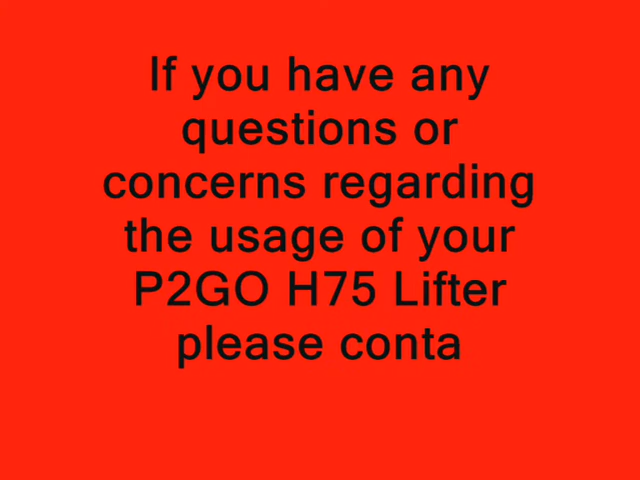 If you have any
questions or
concerns regarding
the usage of your
P2GO H75 Lifter
please conta